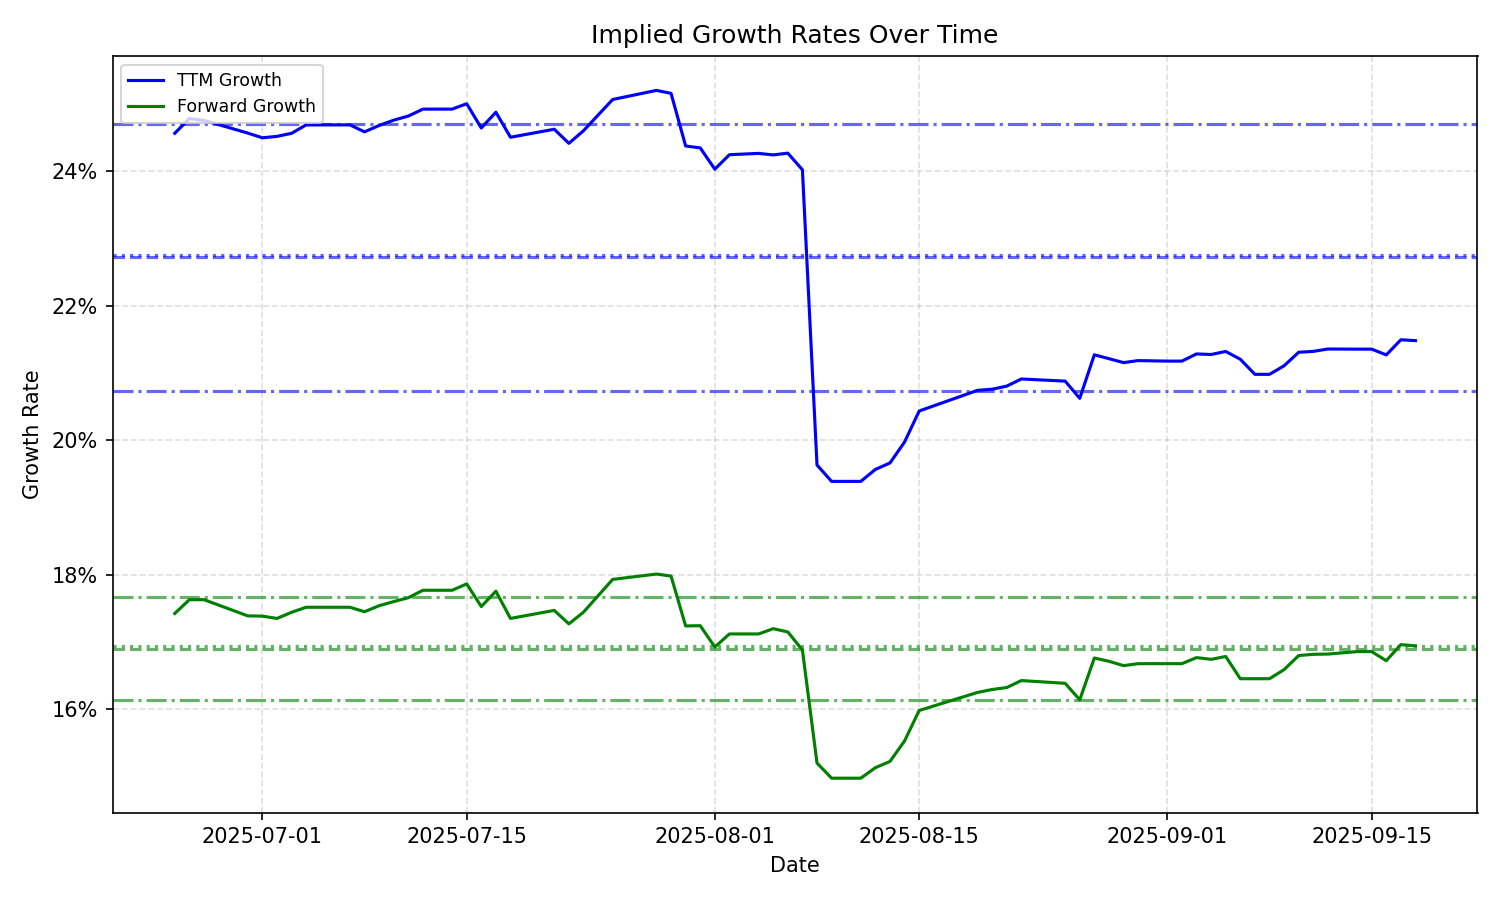 Implied Growth Rates Over Time
TTM Growth
Forward Growth
24%
22%
20%
18%
16%
Growth Rate
2025-07-01
2025-07-15
2025-08-01
2025-08-15
2025-09-01
2025-09-15
Date